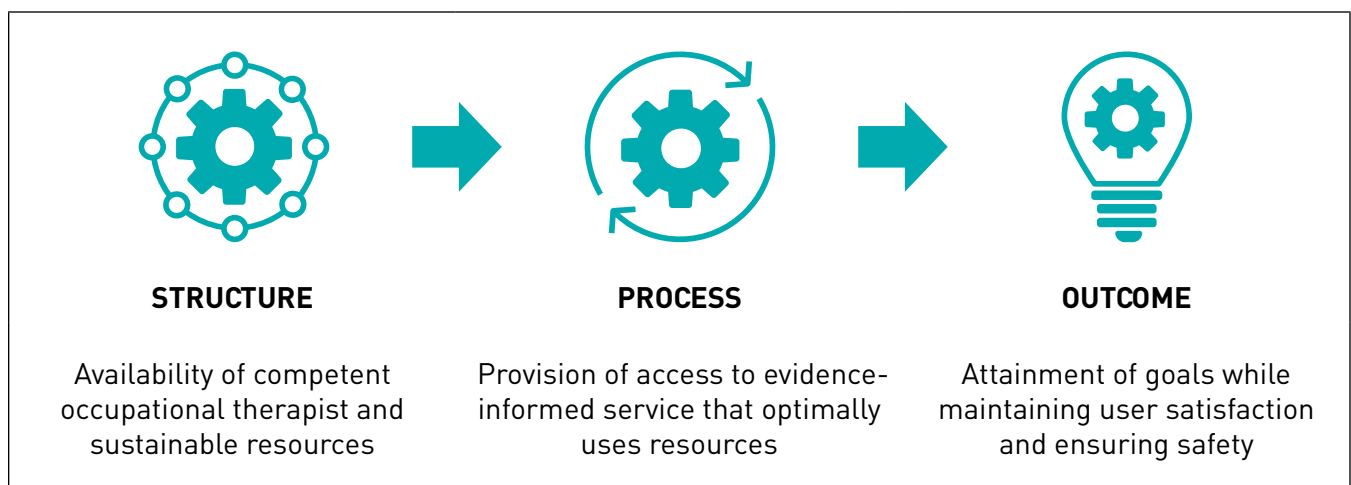 STRUCTURE
Availability of competent
occupational therapist and
sustainable resources
PROCESS
Provision of access to evidence-
informed service that optimally
uses resources
OUTCOME
Attainment of goals while
maintaining user satisfaction
and ensuring safety